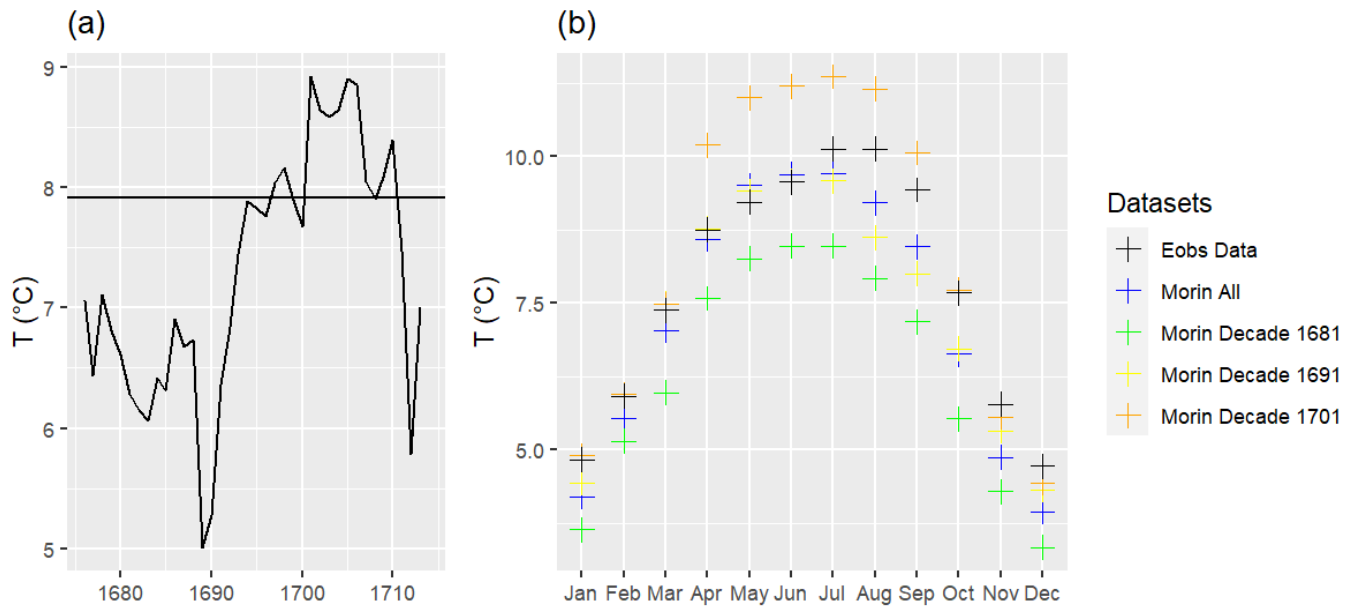 (a)
T (°C)
9
8
7
6
5
1680 1690 1700 1710
(b)
T (°C)
10.0
7.5
5.0
Jan Feb Mar Apr May Jun Jul Aug Sep Oct Nov Dec
Datasets
Eobs Data
Morin All
Morin Decade 1681
Morin Decade 1691
Morin Decade 1701